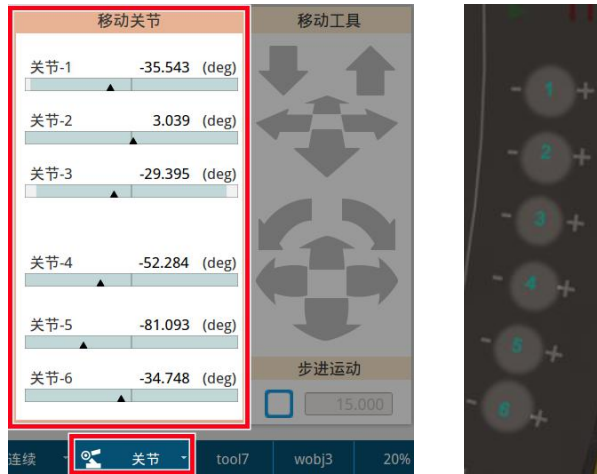 移动关节
关节-1 -35.543 (deg)
关节-2 3.039 (deg)
关节-3 -29.395 (deg)
关节-4 -52.284 (deg)
关节-5 -81.093 (deg)
关节-6 -34.748 (deg)
移动工具
步进运动
15.000
连续 关节 tool7 wobj3 20%
- 1 +
- 2 +
- 3 +
- 4 +
- 5 +
- 6 +